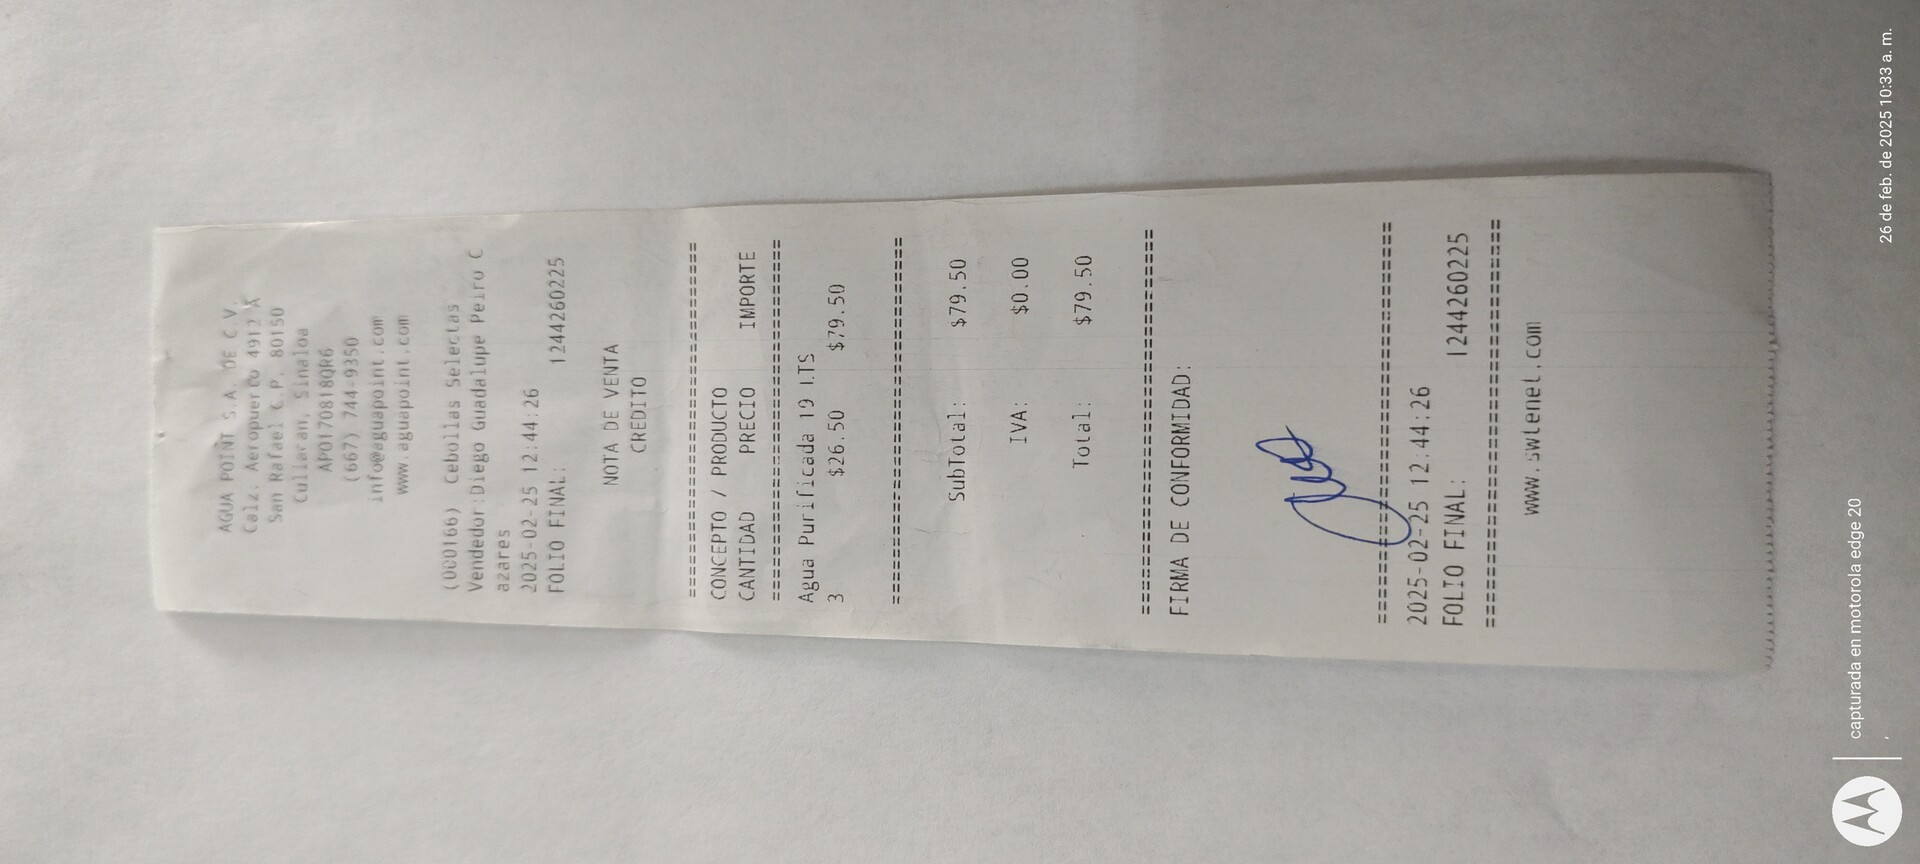 AGUA POINT S.A. DE C.V.
Calz. Aeropuerto 4912 A
San Rafael C.P. 80150
Culiacan, Sinaloa
APO170818QR6
(667) 744-9350
info@aguapoint.com
www.aguapoint.com
(000166) Cebollas Selectas
Vendedor:Diego Guadalupe Peiro C
azares
2025-02-25 12:44:26
FOLIO FINAL: 1244260225
NOTA DE VENTA
CREDITO
================================
CONCEPTO / PRODUCTO
CANTIDAD PRECIO IMPORTE
================================
Agua Purificada 19 LTS
3 $26.50 $79.50
================================
SubTotal: $79.50
IVA: $0.00
Total: $79.50
================================
FIRMA DE CONFORMIDAD:
================================
2025-02-25 12:44:26
FOLIO FINAL: 1244260225
================================
www.swlenet.com
capturada en motorola edge 20
26 de feb. de 2025 10:33 a. m.